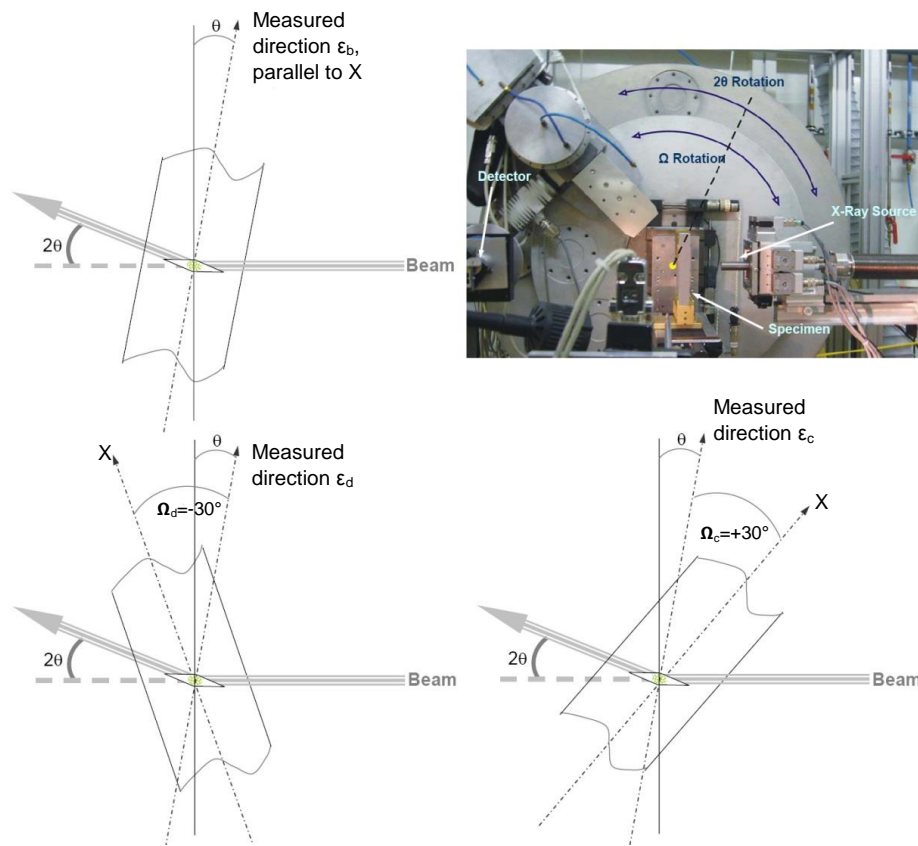 θ
Measured
direction εb,
parallel to X
2θ
Beam
2θ Rotation
Ω Rotation
Detector
X-Ray Source
Specimen
X
θ
Measured
direction εd
Ωd=-30°
2θ
Beam
Measured
direction εc
θ
X
Ωc=+30°
2θ
Beam